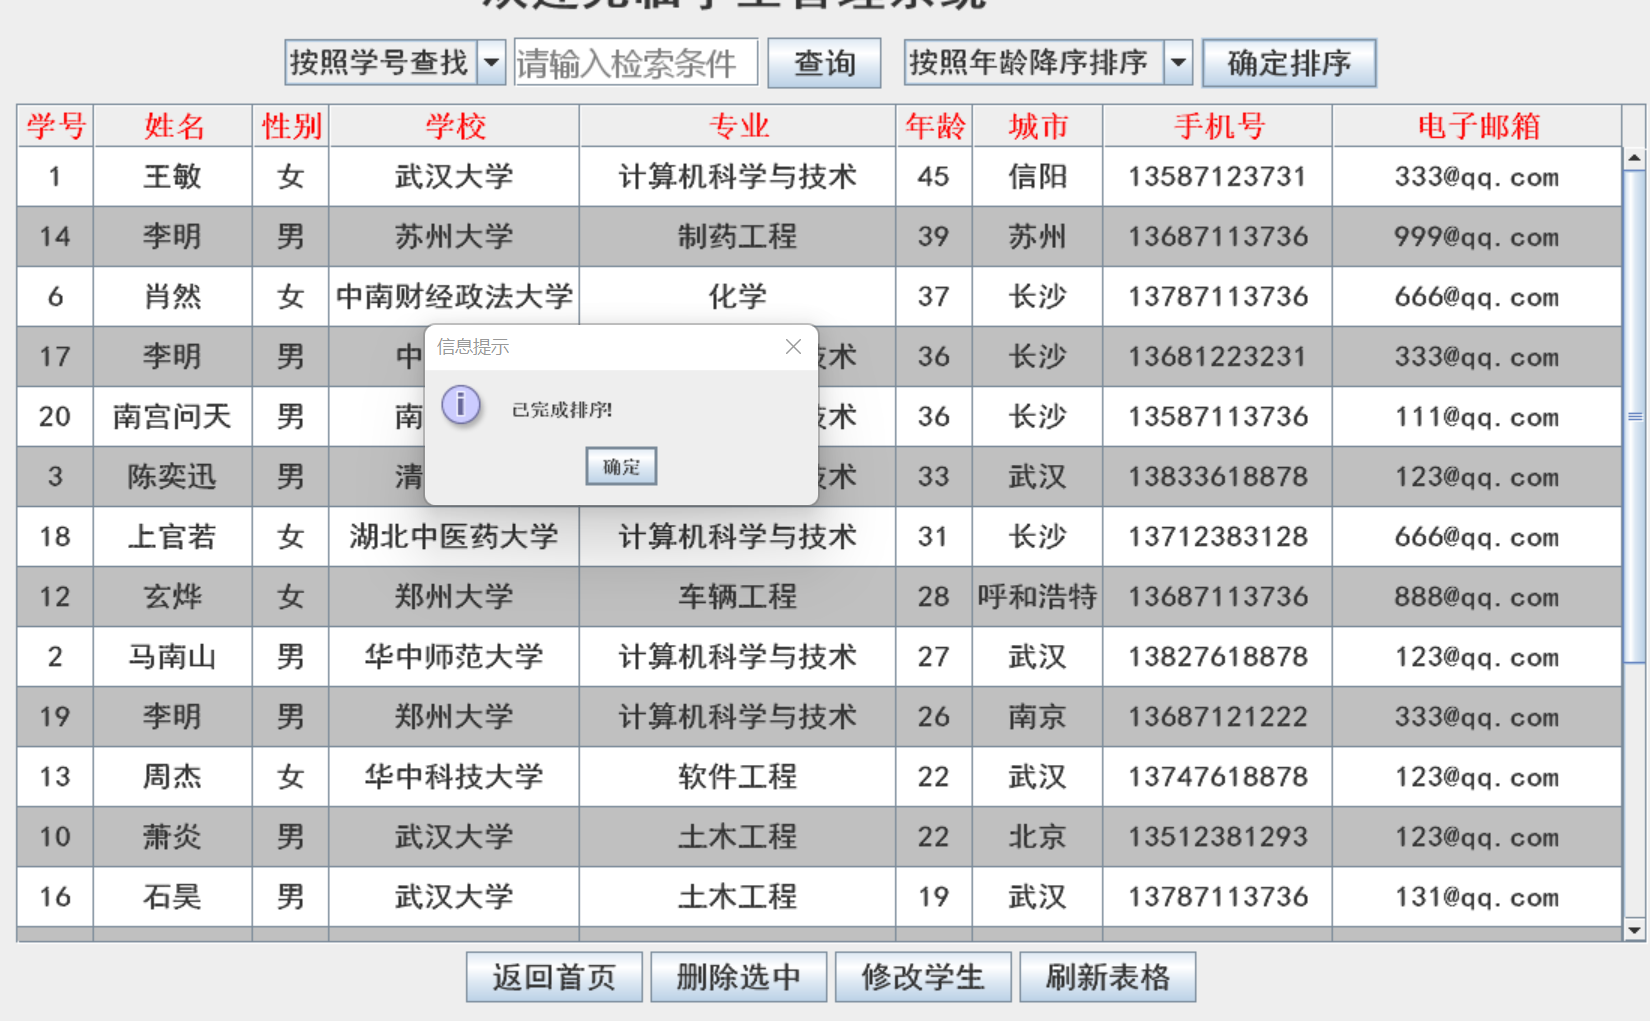 欢迎光临学生管理系统
按照学号查找 请输入检索条件 查询 按照年龄降序排序 确定排序
学号 姓名 性别 学校 专业 年龄 城市 手机号 电子邮箱
1 王敏 女 武汉大学 计算机科学与技术 45 信阳 13587123731 333@qq.com
14 李明 男 苏州大学 制药工程 39 苏州 13687113736 999@qq.com
6 肖然 女 中南财经政法大学 化学 37 长沙 13787113736 666@qq.com
17 李明 男 中 技术 36 长沙 13681223231 333@qq.com
20 南宫问天 男 南 技术 36 长沙 13587113736 111@qq.com
3 陈奕迅 男 清 技术 33 武汉 13833618878 123@qq.com
信息提示
已完成排序!
确定
18 上官若 女 湖北中医药大学 计算机科学与技术 31 长沙 13712383128 666@qq.com
12 玄烨 女 郑州大学 车辆工程 28 呼和浩特 13687113736 888@qq.com
2 马南山 男 华中师范大学 计算机科学与技术 27 武汉 13827618878 123@qq.com
19 李明 男 郑州大学 计算机科学与技术 26 南京 13687121222 333@qq.com
13 周杰 女 华中科技大学 软件工程 22 武汉 13747618878 123@qq.com
10 萧炎 男 武汉大学 土木工程 22 北京 13512381293 123@qq.com
16 石昊 男 武汉大学 土木工程 19 武汉 13787113736 131@qq.com
返回首页 删除选中 修改学生 刷新表格